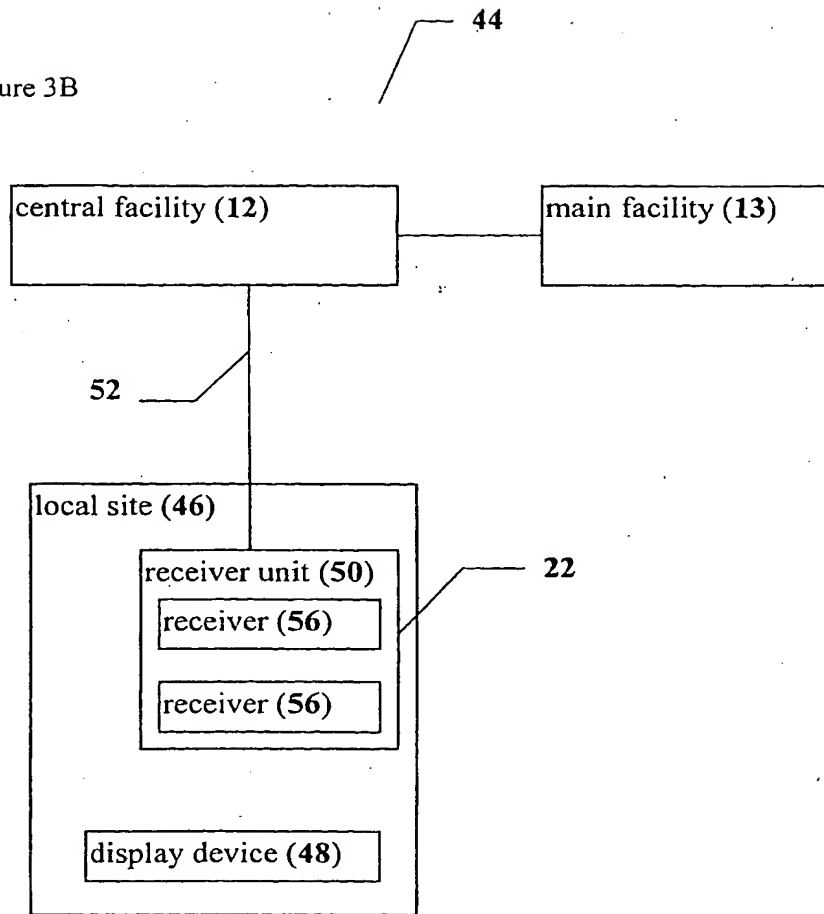 44
ure 3B
central facility (12)
main facility (13)
52
local site (46)
receiver unit (50)
22
receiver (56)
receiver (56)
display device (48)